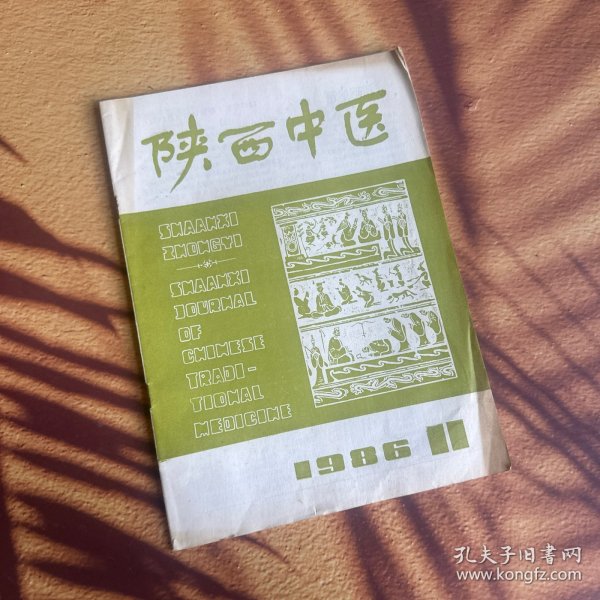 陕西中医
SHAANXI
ZHONGYI
SHAANXI
JOURNAL
OF
CHINESE
TRADI-
TIONAL
MEDICINE
1986 11
孔夫子旧书网
www.kongfz.com